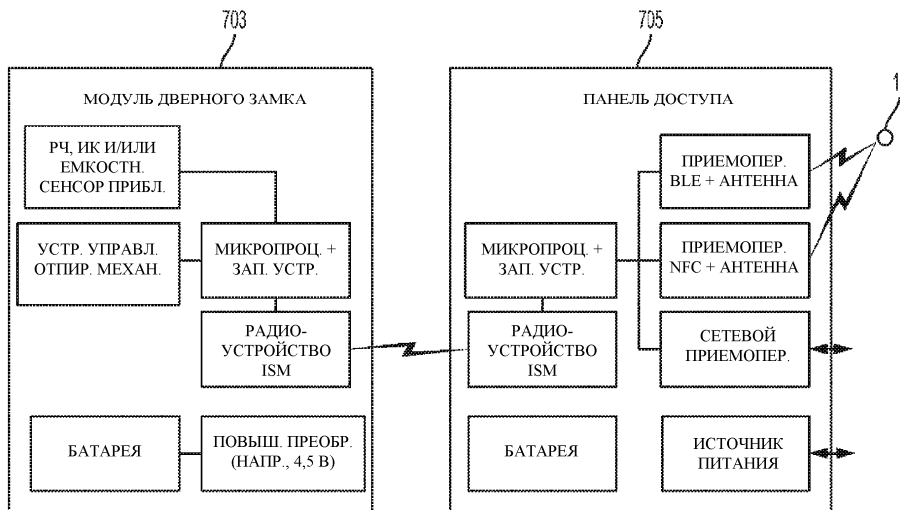 703
705
МОДУЛЬ ДВЕРНОГО ЗАМКА
РЧ, ИК И/ИЛИ
ЕМКОСТН.
СЕНСОР ПРИБЛ.
УСТР. УПРАВЛ.
ОТПИР. МЕХАН.
МИКРОПРОЦ. +
ЗАП. УСТР.
РАДИО-
УСТРОЙСТВО
ISM
БАТАРЕЯ
ПОВЫШ. ПРЕОБР.
(НАПР., 4,5 В)
ПАНЕЛЬ ДОСТУПА
1
ПРИЕМОПЕР.
BLE + АНТЕННА
МИКРОПРОЦ. +
ЗАП. УСТР.
ПРИЕМОПЕР.
NFC + АНТЕННА
РАДИО-
УСТРОЙСТВО
ISM
СЕТЕВОЙ
ПРИЕМОПЕР.
БАТАРЕЯ
ИСТОЧНИК
ПИТАНИЯ